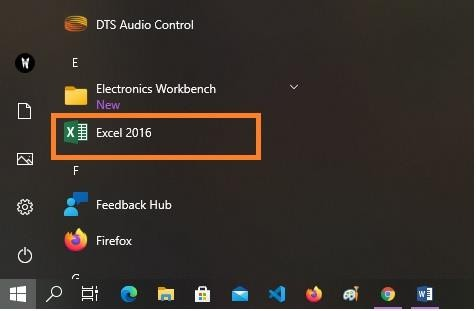 DTS Audio Control
E
Electronics Workbench
New
Excel 2016
F
Feedback Hub
Firefox